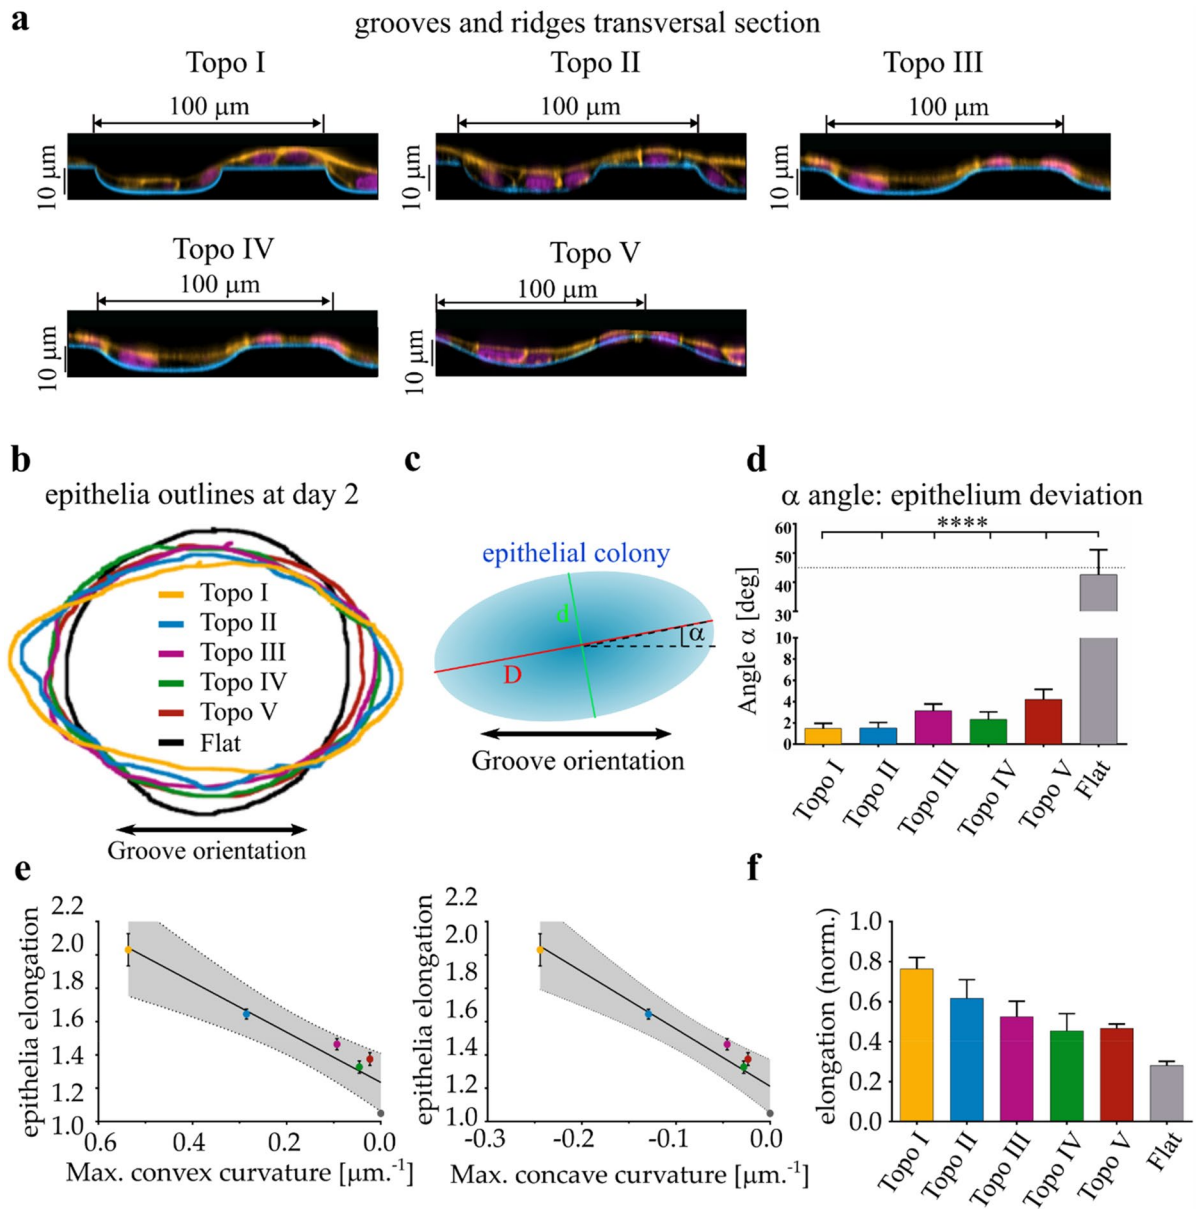 a
grooves and ridges transversal section
Topo I
Topo II
Topo III
100 μm
100 μm
100 μm
10 μm
10 μm
10 μm
Topo IV
Topo V
100 μm
100 μm
10 μm
10 μm
b
epithelia outlines at day 2
Topo I
Topo II
Topo III
Topo IV
Topo V
Flat
Groove orientation
c
epithelial colony
d
α
D
Groove orientation
d
α angle: epithelium deviation
****
Angle α [deg]
60
50
40
30
10
8
6
4
2
0
Topo I
Topo II
Topo III
Topo IV
Topo V
Flat
e
epithelia elongation
2.2
2.0
1.8
1.6
1.4
1.2
1.0
0.6
0.4
0.2
0.0
Max. convex curvature [μm.⁻¹]
epithelia elongation
2.2
2.0
1.8
1.6
1.4
1.2
1.0
-0.3
-0.2
-0.1
0.0
Max. concave curvature [μm.⁻¹]
f
elongation (norm.)
1.0
0.8
0.6
0.4
0.2
0.0
Topo I
Topo II
Topo III
Topo IV
Topo V
Flat